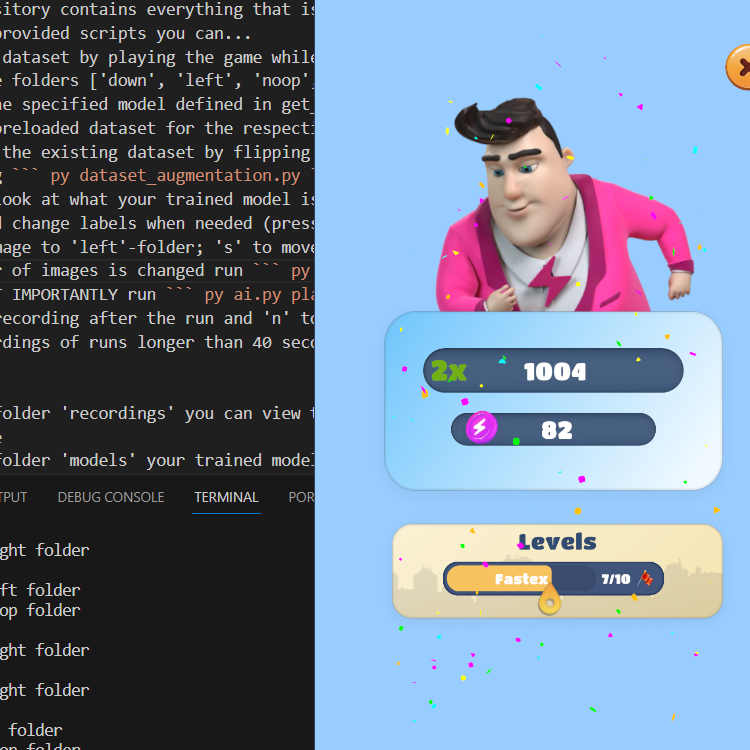 sitory contains everything that is
provided scripts you can...
dataset by playing the game while
e folders ['down', 'left', 'noop',
he specified model defined in get_
preloaded dataset for the respecti
the existing dataset by flipping
g ``` py dataset_augmentation.py `
look at what your trained model is
d change labels when needed (press
mage to 'left'-folder; 's' to move
r of images is changed run ``` py
T IMPORTANTLY run ``` py ai.py pla
recording after the run and 'n' to
rdings of runs longer than 40 seco
folder 'recordings' you can view t
e
folder 'models' your trained model
TPUT DEBUG CONSOLE TERMINAL POR
ght folder
ft folder
op folder
ght folder
ght folder
folder
op folder
2x 1004
82
Levels
Fastex 7/10